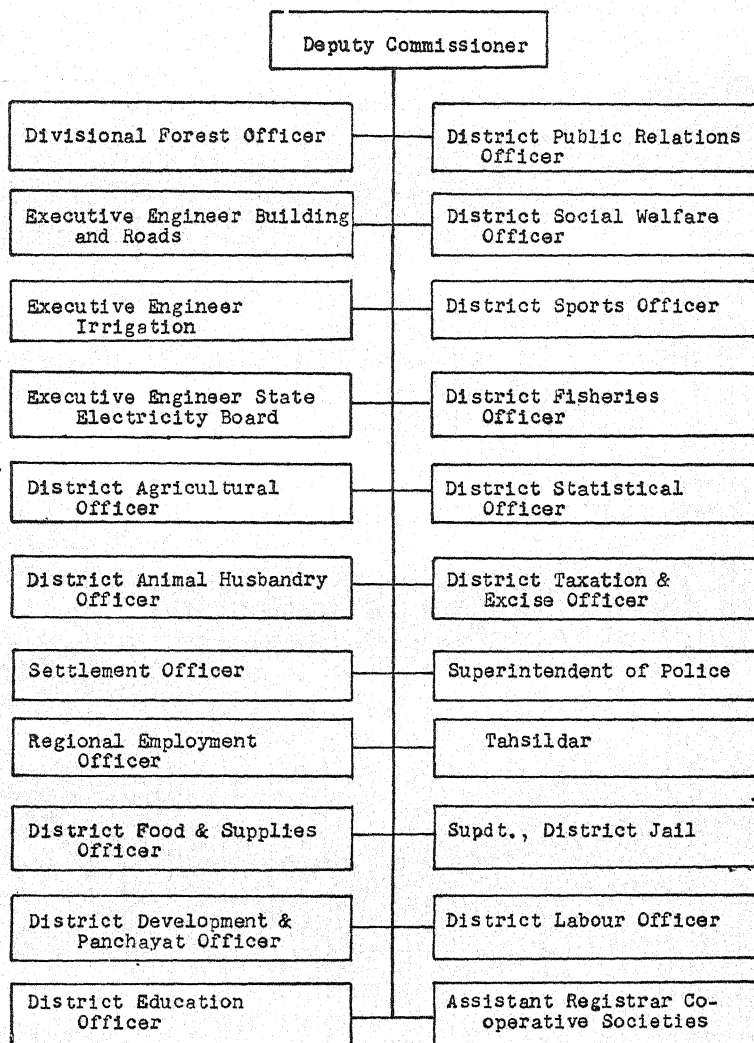 Deputy Commissioner
Divisional Forest Officer
District Public Relations
Officer
Executive Engineer Building
and Roads
District Social Welfare
Officer
Executive Engineer
Irrigation
District Sports Officer
Executive Engineer State
Electricity Board
District Fisheries
Officer
District Agricultural
Officer
District Statistical
Officer
District Animal Husbandry
Officer
District Taxation &
Excise Officer
Settlement Officer
Superintendent of Police
Regional Employment
Officer
Tahsildar
District Food & Supplies
Officer
Supdt., District Jail
District Development &
Panchayat Officer
District Labour Officer
District Education
Officer
Assistant Registrar Co-
operative Societies